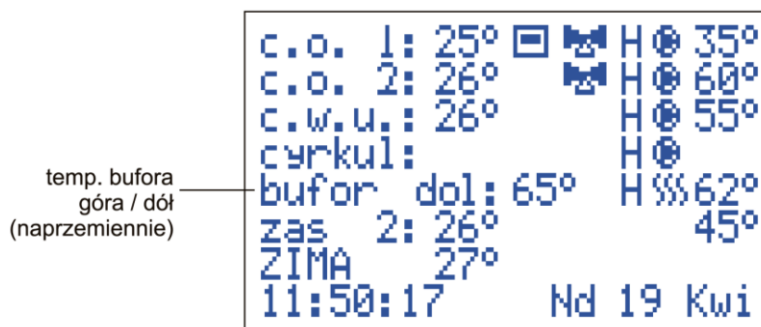 c.o. 1: 25° H 35°
c.o. 2: 26° H 60°
c.w.u.: 26° H 55°
cyrkul: H
temp. bufora
góra / dół
(naprzemiennie)
bufor dol: 65° H 62°
zas 2: 26° 45°
ZIMA 27°
11:50:17 Nd 19 Kwi